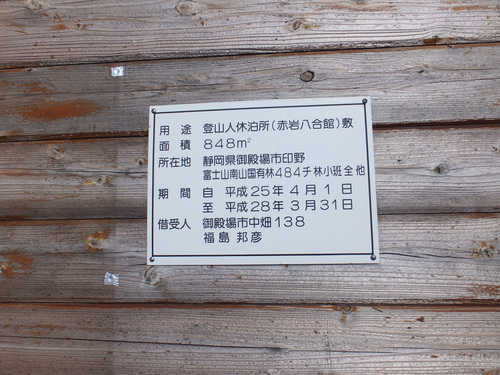 用途 登山人休泊所(赤岩八合館)敷
面積 848m²
所在地 静岡県御殿場市印野
富士山南山国有林484チ林小班全他
期間 自 平成25年4月1日
至 平成28年3月31日
借受人 御殿場市中畑138
福島 邦彦